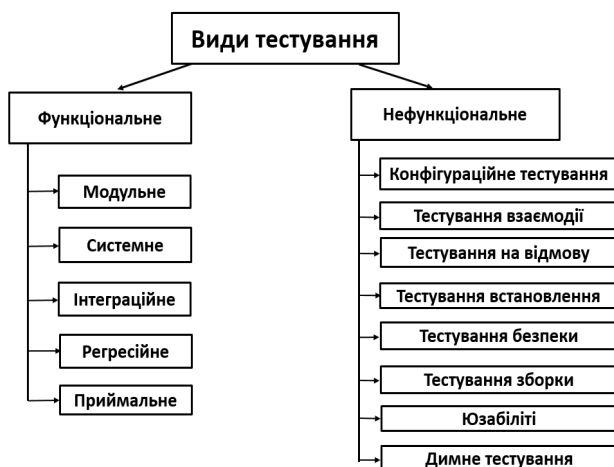 Види тестування
Функціональне
Модульне
Системне
Інтеграційне
Регресійне
Приймальне
Нефункціональне
Конфігураційне тестування
Тестування взаємодії
Тестування на відмову
Тестування встановлення
Тестування безпеки
Тестування зборки
Юзабіліті
Димне тестування